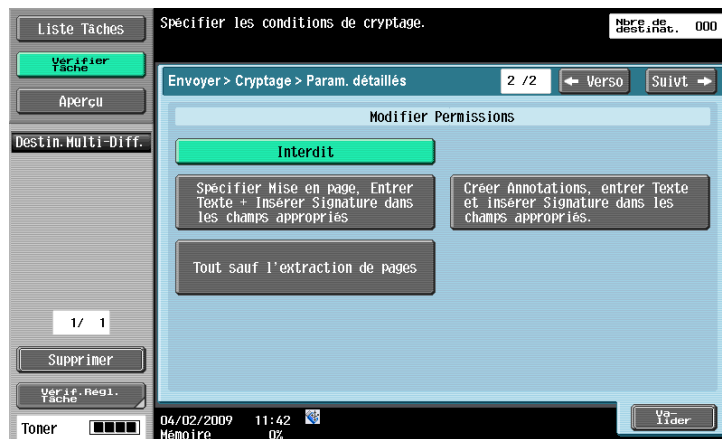 Liste Tâches
Spécifier les conditions de cryptage.
Nbre de
destinat. 000
Vérifier
Tâche
Envoyer > Cryptage > Param. détaillés
2 /2
← Verso
Suivt →
Aperçu
Modifier Permissions
Destin.Multi-Diff.
Interdit
Spécifier Mise en page, Entrer
Texte + Insérer Signature dans
les champs appropriés
Créer Annotations, entrer Texte
et insérer Signature dans les
champs appropriés.
Tout sauf l'extraction de pages
1/ 1
Supprimer
Vérif.Régl.
Tâche
Toner
04/02/2009 11:42
Mémoire 0%
Va-
lider